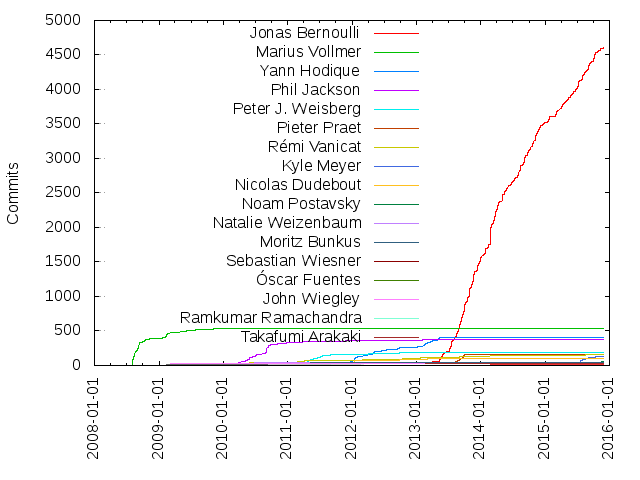 5000
4500
4000
3500
3000
2500
2000
1500
1000
500
0
Commits
Jonas Bernoulli
Marius Vollmer
Yann Hodique
Phil Jackson
Peter J. Weisberg
Pieter Praet
Rémi Vanicat
Kyle Meyer
Nicolas Dudebout
Noam Postavsky
Natalie Weizenbaum
Moritz Bunkus
Sebastian Wiesner
Óscar Fuentes
John Wiegley
Ramkumar Ramachandra
Takafumi Arakaki
2008-01-01
2009-01-01
2010-01-01
2011-01-01
2012-01-01
2013-01-01
2014-01-01
2015-01-01
2016-01-01